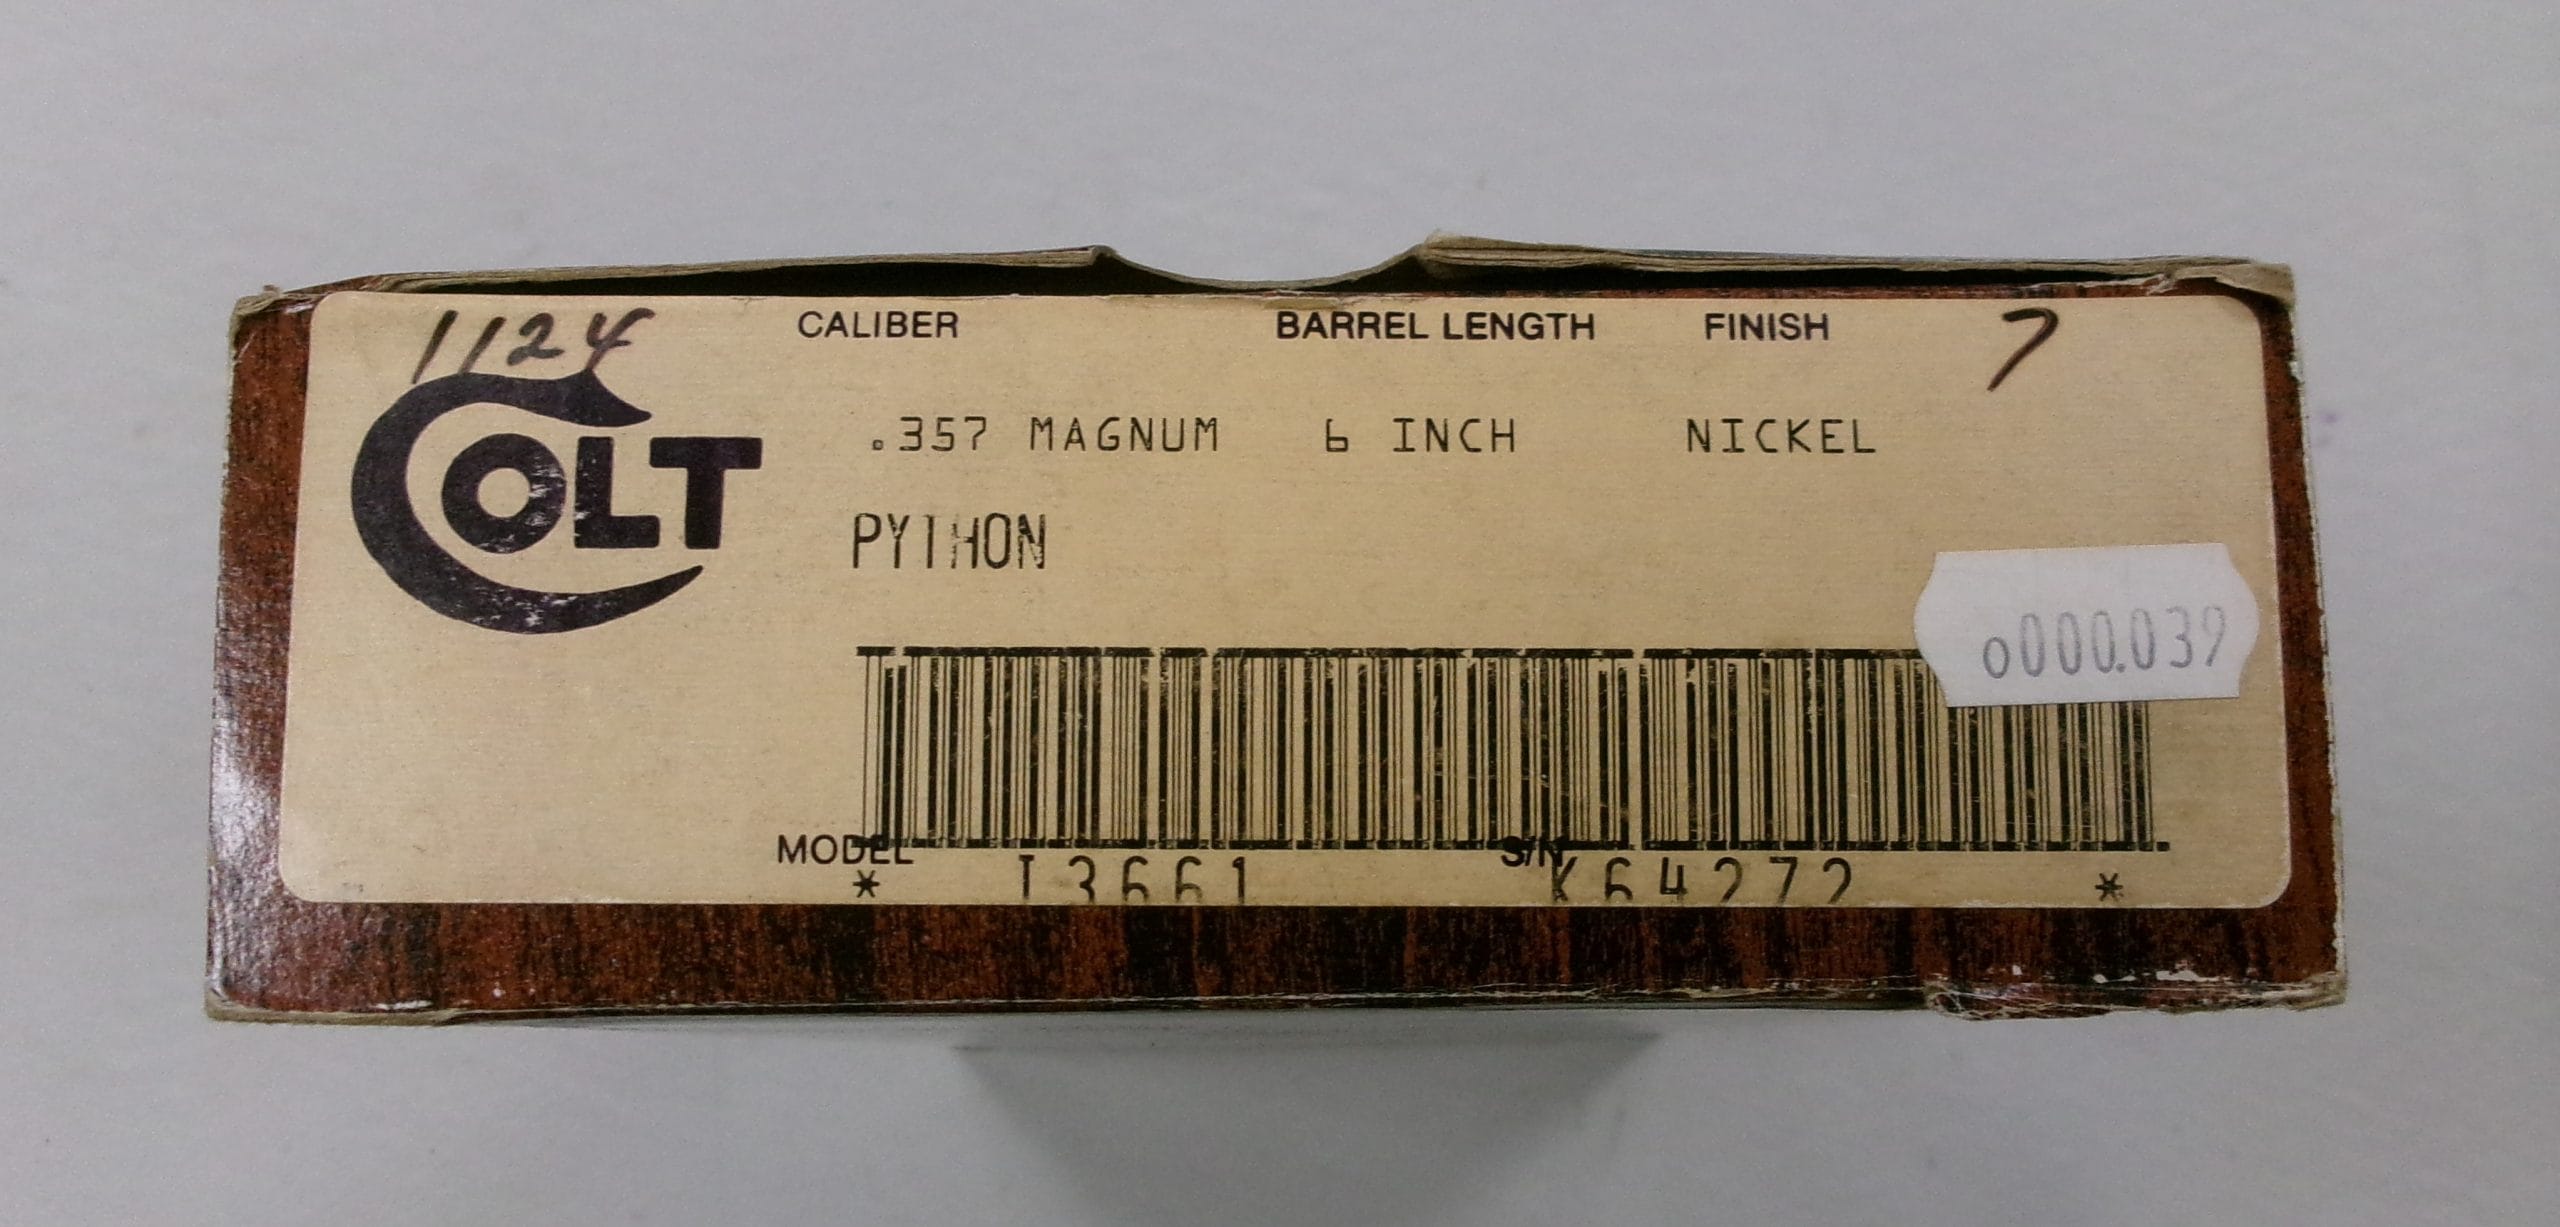 1124 CALIBER BARREL LENGTH FINISH 7
COLT .357 MAGNUM 6 INCH NICKEL
PYTHON
0000.039
MODEL S/N
* I3661 K64272 *